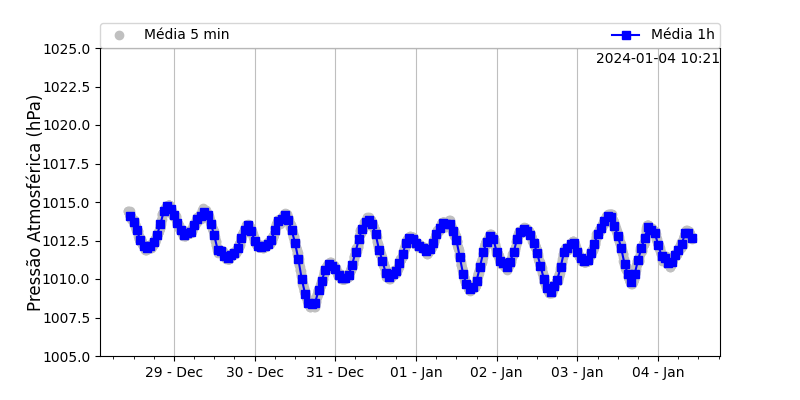 Média 5 min
Média 1h
2024-01-04 10:21
Pressão Atmosférica (hPa)
1025.0
1022.5
1020.0
1017.5
1015.0
1012.5
1010.0
1007.5
1005.0
29 - Dec
30 - Dec
31 - Dec
01 - Jan
02 - Jan
03 - Jan
04 - Jan